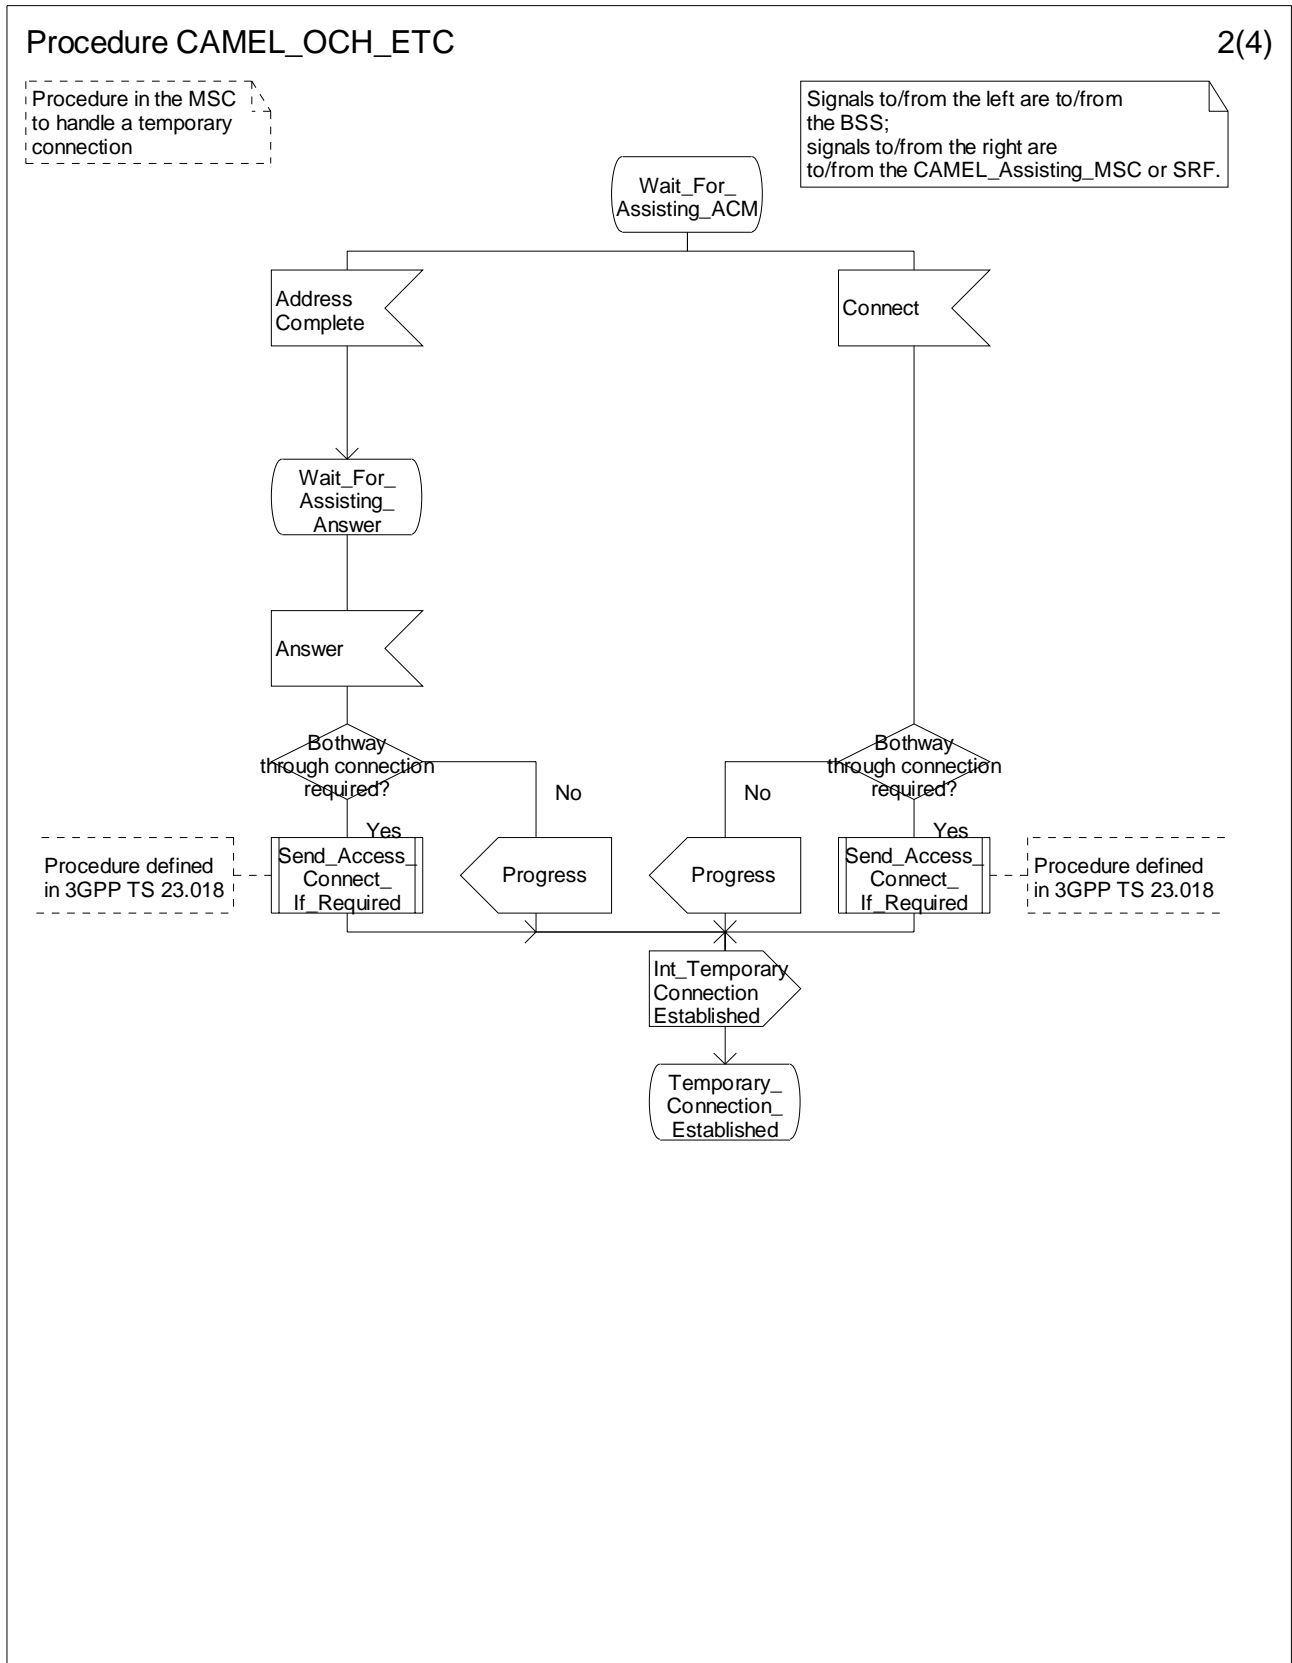 Procedure CAMEL_OCH_ETC
2(4)
Procedure in the MSC
to handle a temporary
connection
Signals to/from the left are to/from
the BSS;
signals to/from the right are
to/from the CAMEL_Assisting_MSC or SRF.
Wait_For_
Assisting_ACM
Address
Complete
Connect
Wait_For_
Assisting_
Answer
Answer
Bothway
through connection
required?
No
No
Bothway
through connection
required?
Yes
Yes
Procedure defined
in 3GPP TS 23.018
Send_Access_
Connect_
If_Required
Progress
Progress
Send_Access_
Connect_
If_Required
Procedure defined
in 3GPP TS 23.018
Int_Temporary
Connection
Established
Temporary_
Connection_
Established